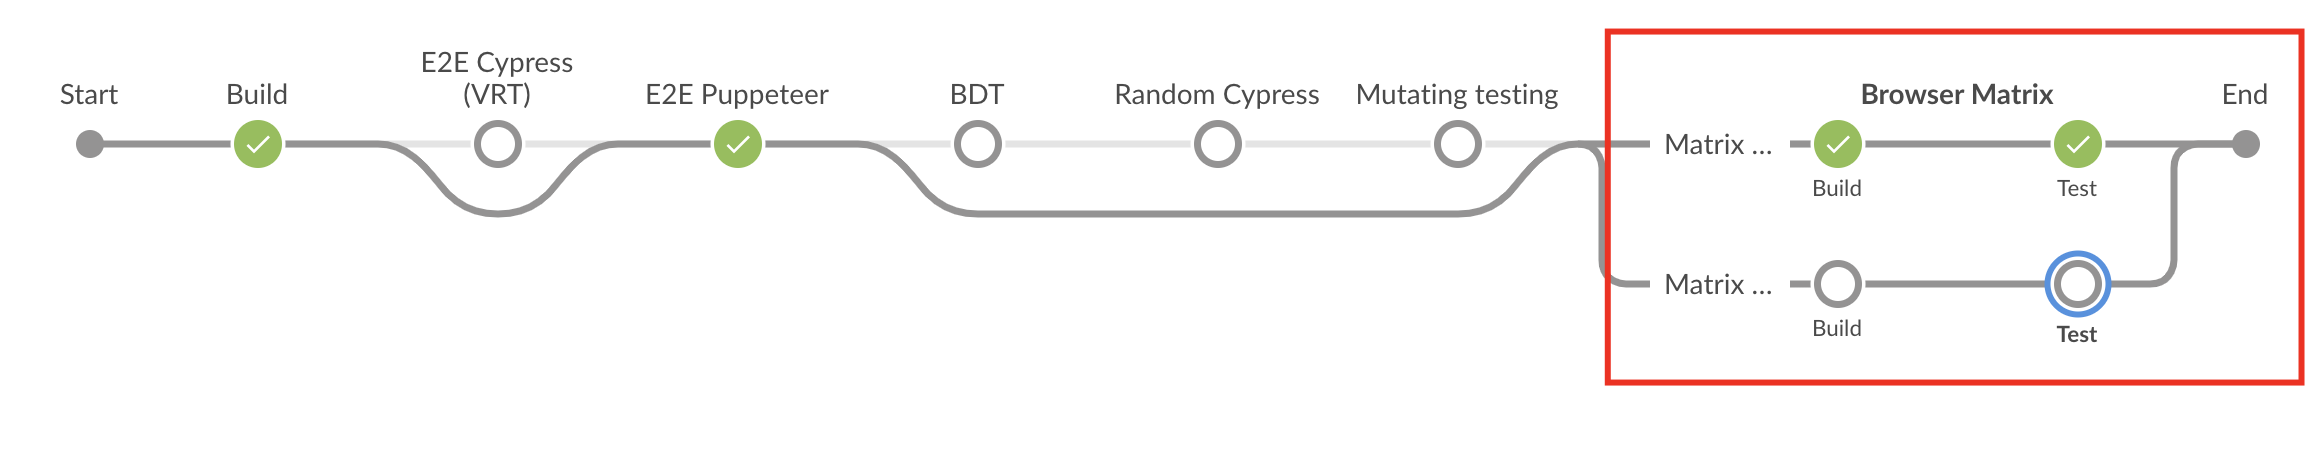 Start
Build
E2E Cypress
(VRT)
E2E Puppeteer
BDT
Random Cypress
Mutating testing
Browser Matrix
End
Matrix ...
Build
Test
Matrix ...
Build
Test